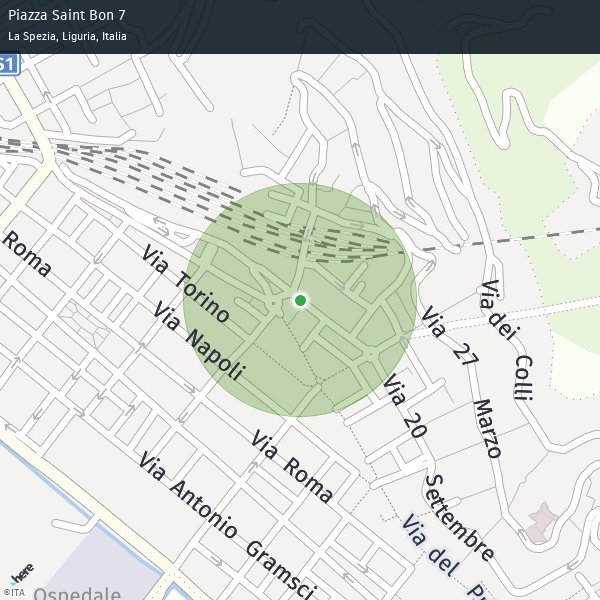 Piazza Saint Bon 7
La Spezia, Liguria, Italia
S1
Roma
Via Torino
Via Napoli
Via dei Colli
Via 27 Marzo
Via 20 Settembre
Via Roma
Via Antonio Gramsci
Via del
here
©ITA
Ospedale